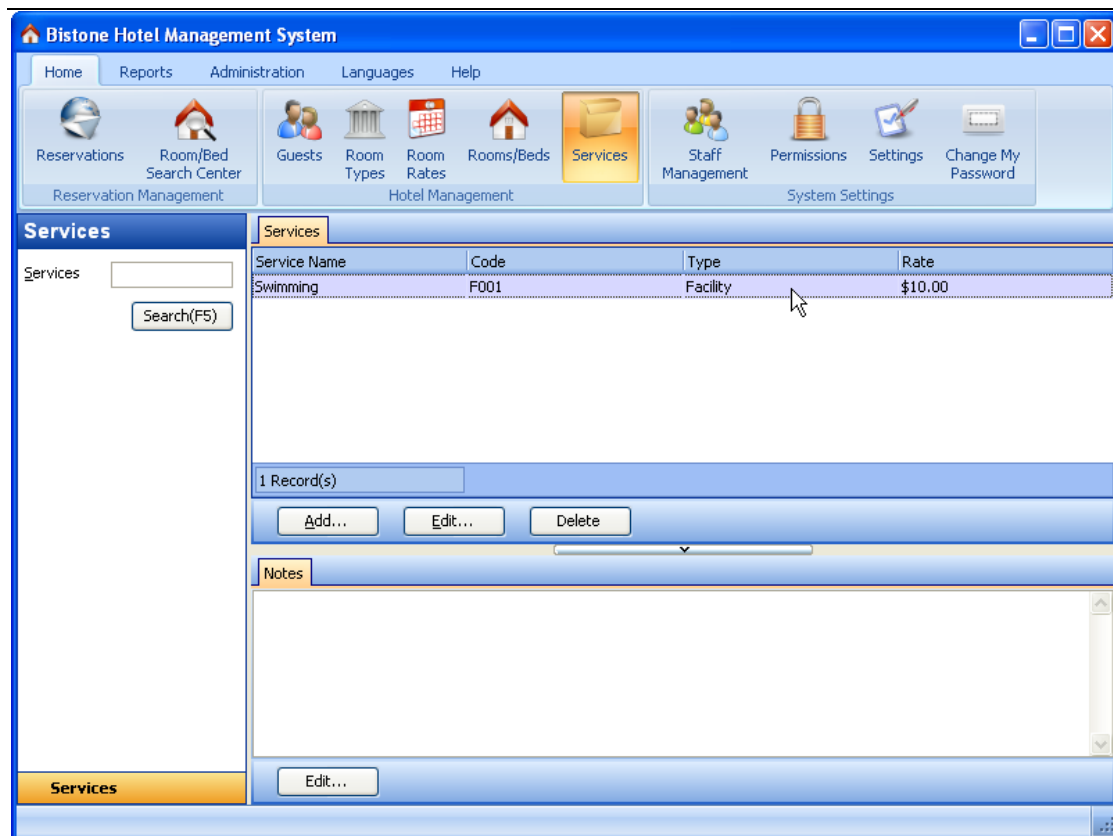 Bistone Hotel Management System
Home Reports Administration Languages Help
Reservations Room/Bed Search Center Guests Room Types Room Rates Rooms/Beds Services Staff Management Permissions Settings Change My Password
Reservation Management Hotel Management System Settings
Services
Services
Search(F5)
Services
Service Name Code Type Rate
Swimming F001 Facility $10.00
1 Record(s)
Add... Edit... Delete
Notes
Edit...
Services